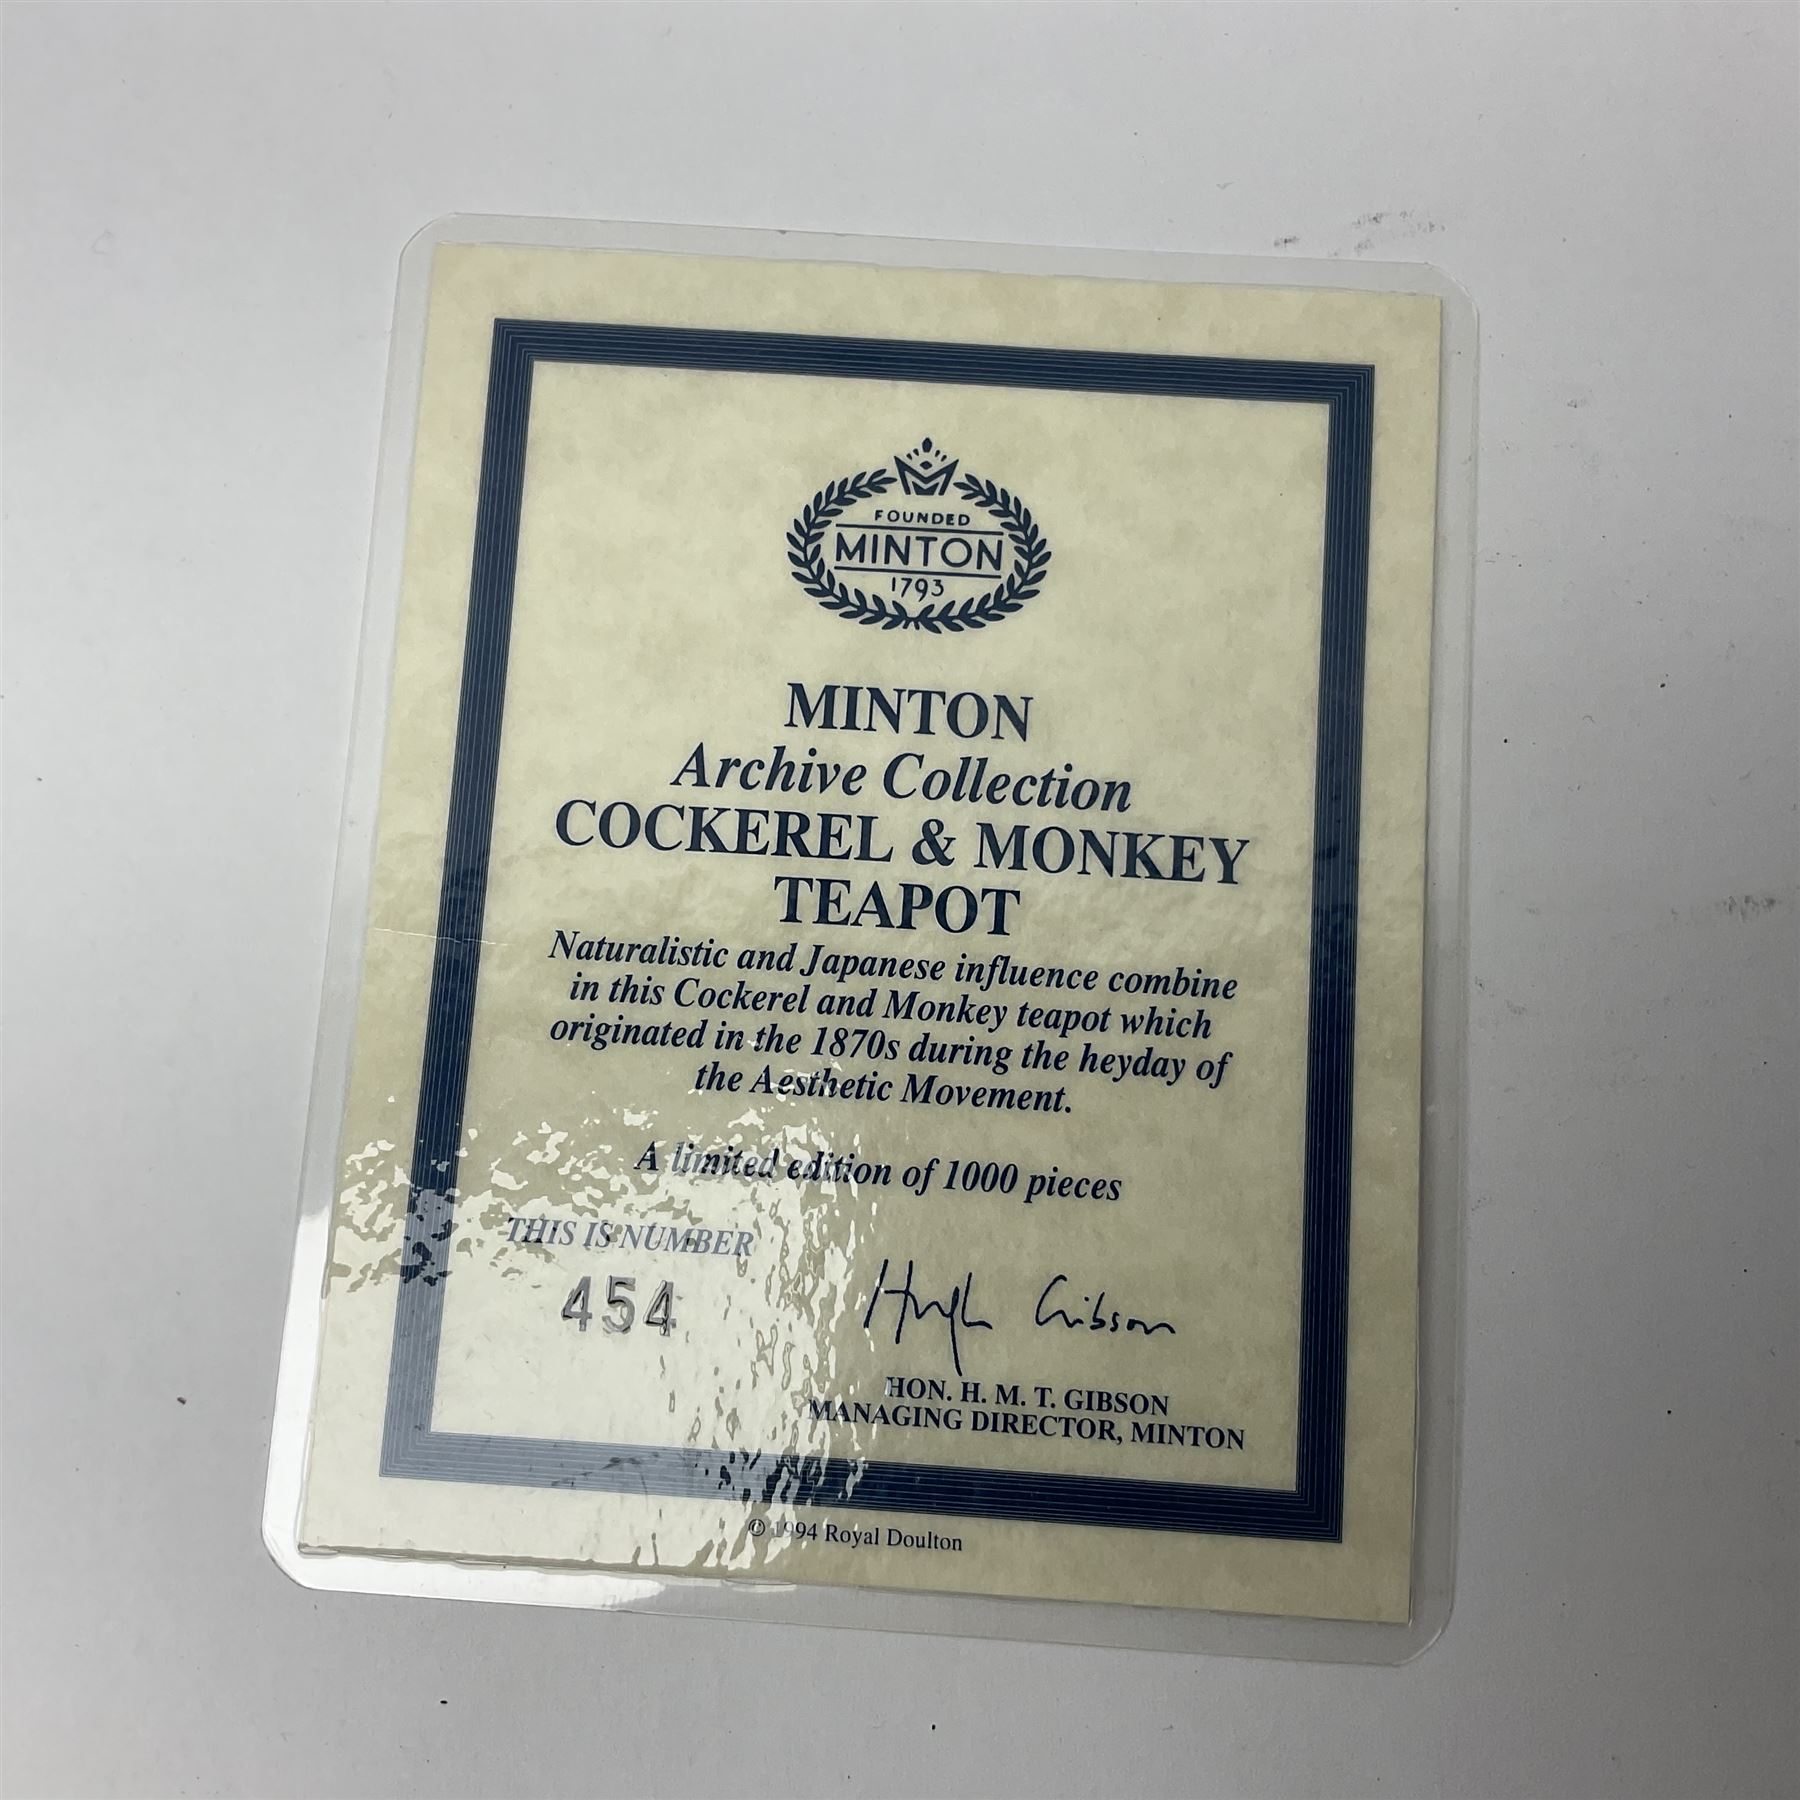 FOUNDED
MINTON
1793
MINTON
Archive Collection
COCKEREL & MONKEY
TEAPOT
Naturalistic and Japanese influence combine
in this Cockerel and Monkey teapot which
originated in the 1870s during the heyday of
the Aesthetic Movement.
A limited edition of 1000 pieces
THIS IS NUMBER
454
Hugh Gibson
HON. H. M. T. GIBSON
MANAGING DIRECTOR, MINTON
© 1994 Royal Doulton